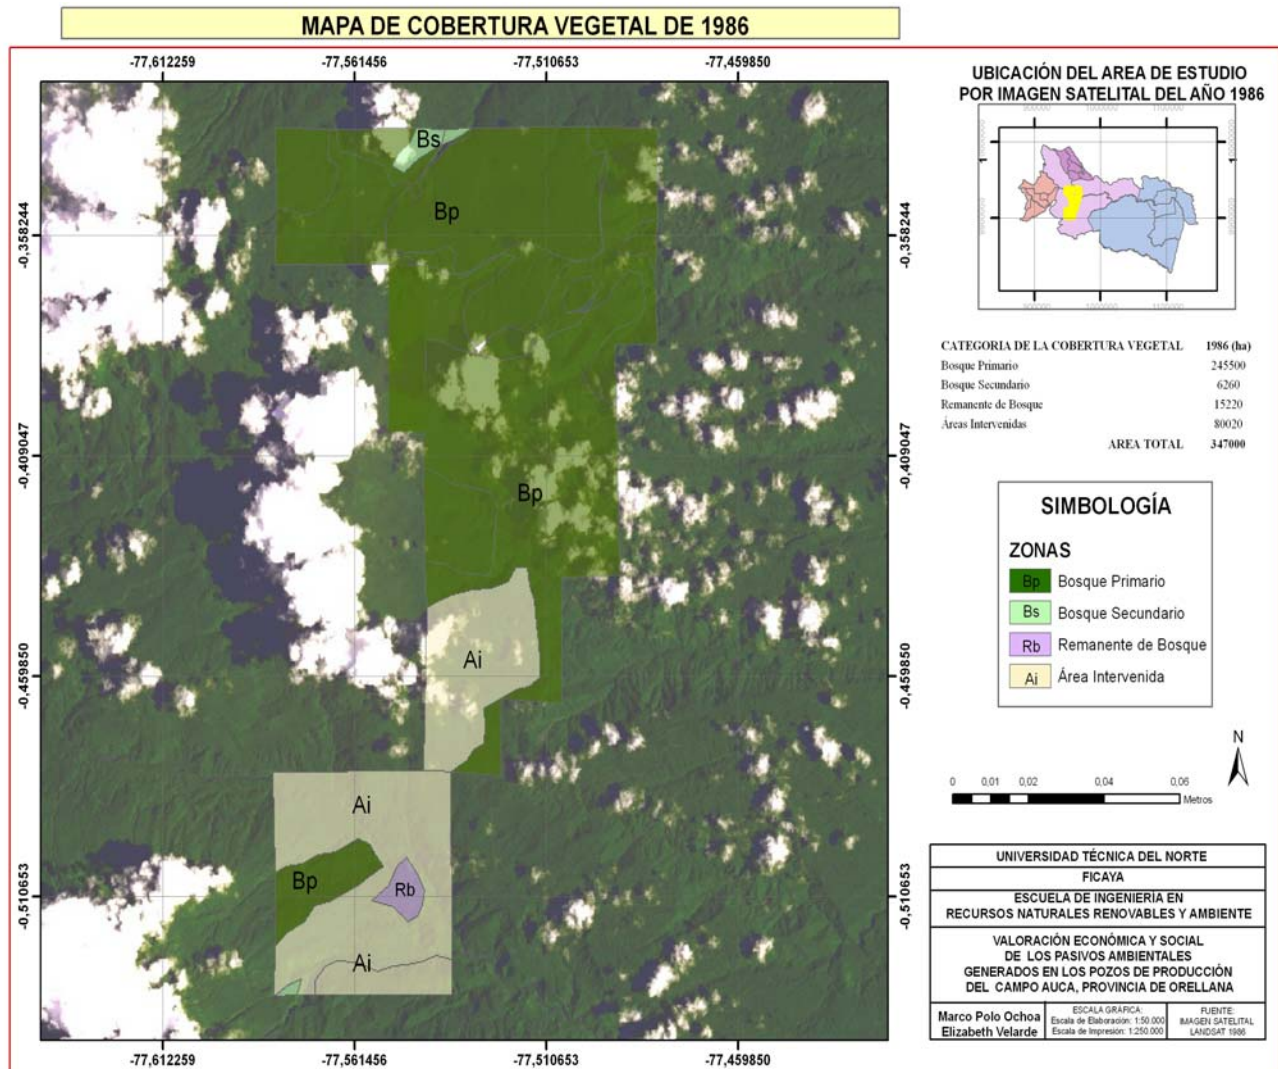 MAPA DE COBERTURA VEGETAL DE 1986
-77,612259 -77,561456 -77,510653 -77,459850
-0,358244 -0,358244
-0,409047 -0,409047
-0,459850 -0,459850
-0,510653 -0,510653
Bs
Bp
Bp
Ai
Ai
Bp
Rb
Ai
-77,612259 -77,561456 -77,510653 -77,459850
UBICACIÓN DEL AREA DE ESTUDIO
POR IMAGEN SATELITAL DEL AÑO 1986
900000 1000000 1100000
900000 1000000 1100000
CATEGORIA DE LA COBERTURA VEGETAL 1986 (ha)
Bosque Primario 245500
Bosque Secundario 6260
Remanente de Bosque 15220
Áreas Intervenidas 80020
AREA TOTAL 347000
SIMBOLOGÍA
ZONAS
Bp Bosque Primario
Bs Bosque Secundario
Rb Remanente de Bosque
Ai Área Intervenida
N
0 0,01 0,02 0,04 0,06
Metros
UNIVERSIDAD TÉCNICA DEL NORTE
FICAYA
ESCUELA DE INGENIERÍA EN
RECURSOS NATURALES RENOVABLES Y AMBIENTE
VALORACIÓN ECONÓMICA Y SOCIAL
DE LOS PASIVOS AMBIENTALES
GENERADOS EN LOS POZOS DE PRODUCCIÓN
DEL CAMPO AUCA, PROVINCIA DE ORELLANA
Marco Polo Ochoa
Elizabeth Velarde
ESCALA GRÁFICA:
Escala de Elaboración: 1:50.000
Escala de Impresión: 1:250.000
FUENTE:
IMAGEN SATELITAL
LANDSAT 1986